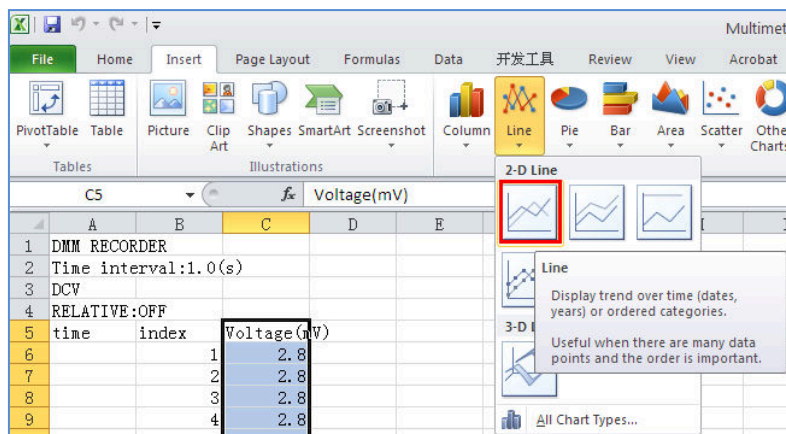 Multimet
File Home Insert Page Layout Formulas Data 开发工具 Review View Acrobat
PivotTable Table Picture Clip Art Shapes SmartArt Screenshot Column Line Pie Bar Area Scatter Othe Charts
Tables Illustrations
2-D Line
C5 fx Voltage(mV)
A B C D E
1 DMM RECORDER
2 Time interval:1.0(s)
3 DCV
4 RELATIVE:OFF
5 time index Voltage(mV)
6 1 2.8
7 2 2.8
8 3 2.8
9 4 2.8
Line
Display trend over time (dates,
years) or ordered categories.
Useful when there are many data
points and the order is important.
All Chart Types...